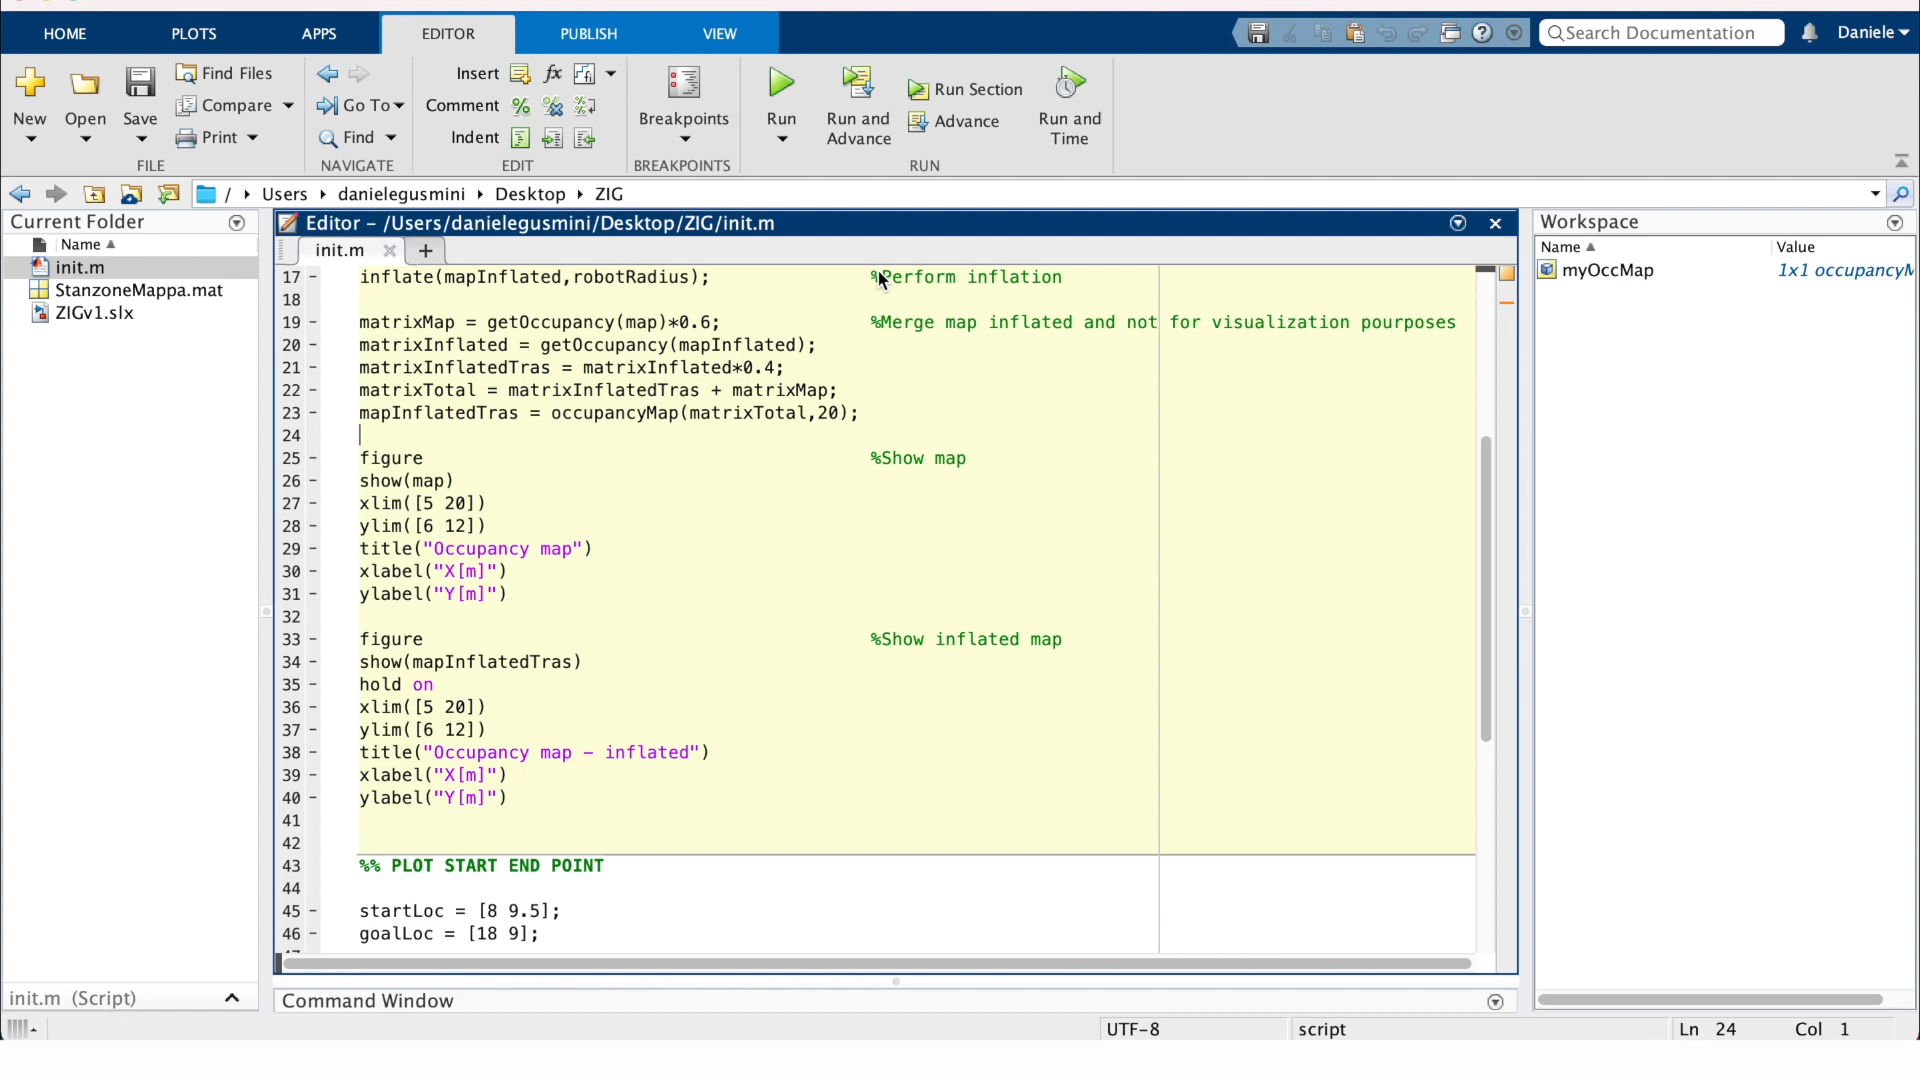 HOME PLOTS APPS EDITOR PUBLISH VIEW Search Documentation Daniele
New Open Save Find Files Compare Print
FILE
Go To Find
NAVIGATE
Insert fx
Comment
Indent
EDIT
Breakpoints
BREAKPOINTS
Run Run and Advance Run Section Advance Run and Time
RUN
/ Users danielegusmini Desktop ZIG
Current Folder
Name
init.m
StanzoneMappa.mat
ZIGv1.slx
init.m (Script)
Editor – /Users/danielegusmini/Desktop/ZIG/init.m
init.m +
17 – inflate(mapInflated,robotRadius); %Perform inflation
18
19 – matrixMap = getOccupancy(map)*0.6; %Merge map inflated and not for visualization pourposes
20 – matrixInflated = getOccupancy(mapInflated);
21 – matrixInflatedTras = matrixInflated*0.4;
22 – matrixTotal = matrixInflatedTras + matrixMap;
23 – mapInflatedTras = occupancyMap(matrixTotal,20);
24
25 – figure %Show map
26 – show(map)
27 – xlim([5 20])
28 – ylim([6 12])
29 – title("Occupancy map")
30 – xlabel("X[m]")
31 – ylabel("Y[m]")
32
33 – figure %Show inflated map
34 – show(mapInflatedTras)
35 – hold on
36 – xlim([5 20])
37 – ylim([6 12])
38 – title("Occupancy map – inflated")
39 – xlabel("X[m]")
40 – ylabel("Y[m]")
41
42
43 %% PLOT START END POINT
44
45 – startLoc = [8 9.5];
46 – goalLoc = [18 9];
Command Window
Workspace
Name Value
myOccMap 1x1 occupancyM
UTF-8 script Ln 24 Col 1